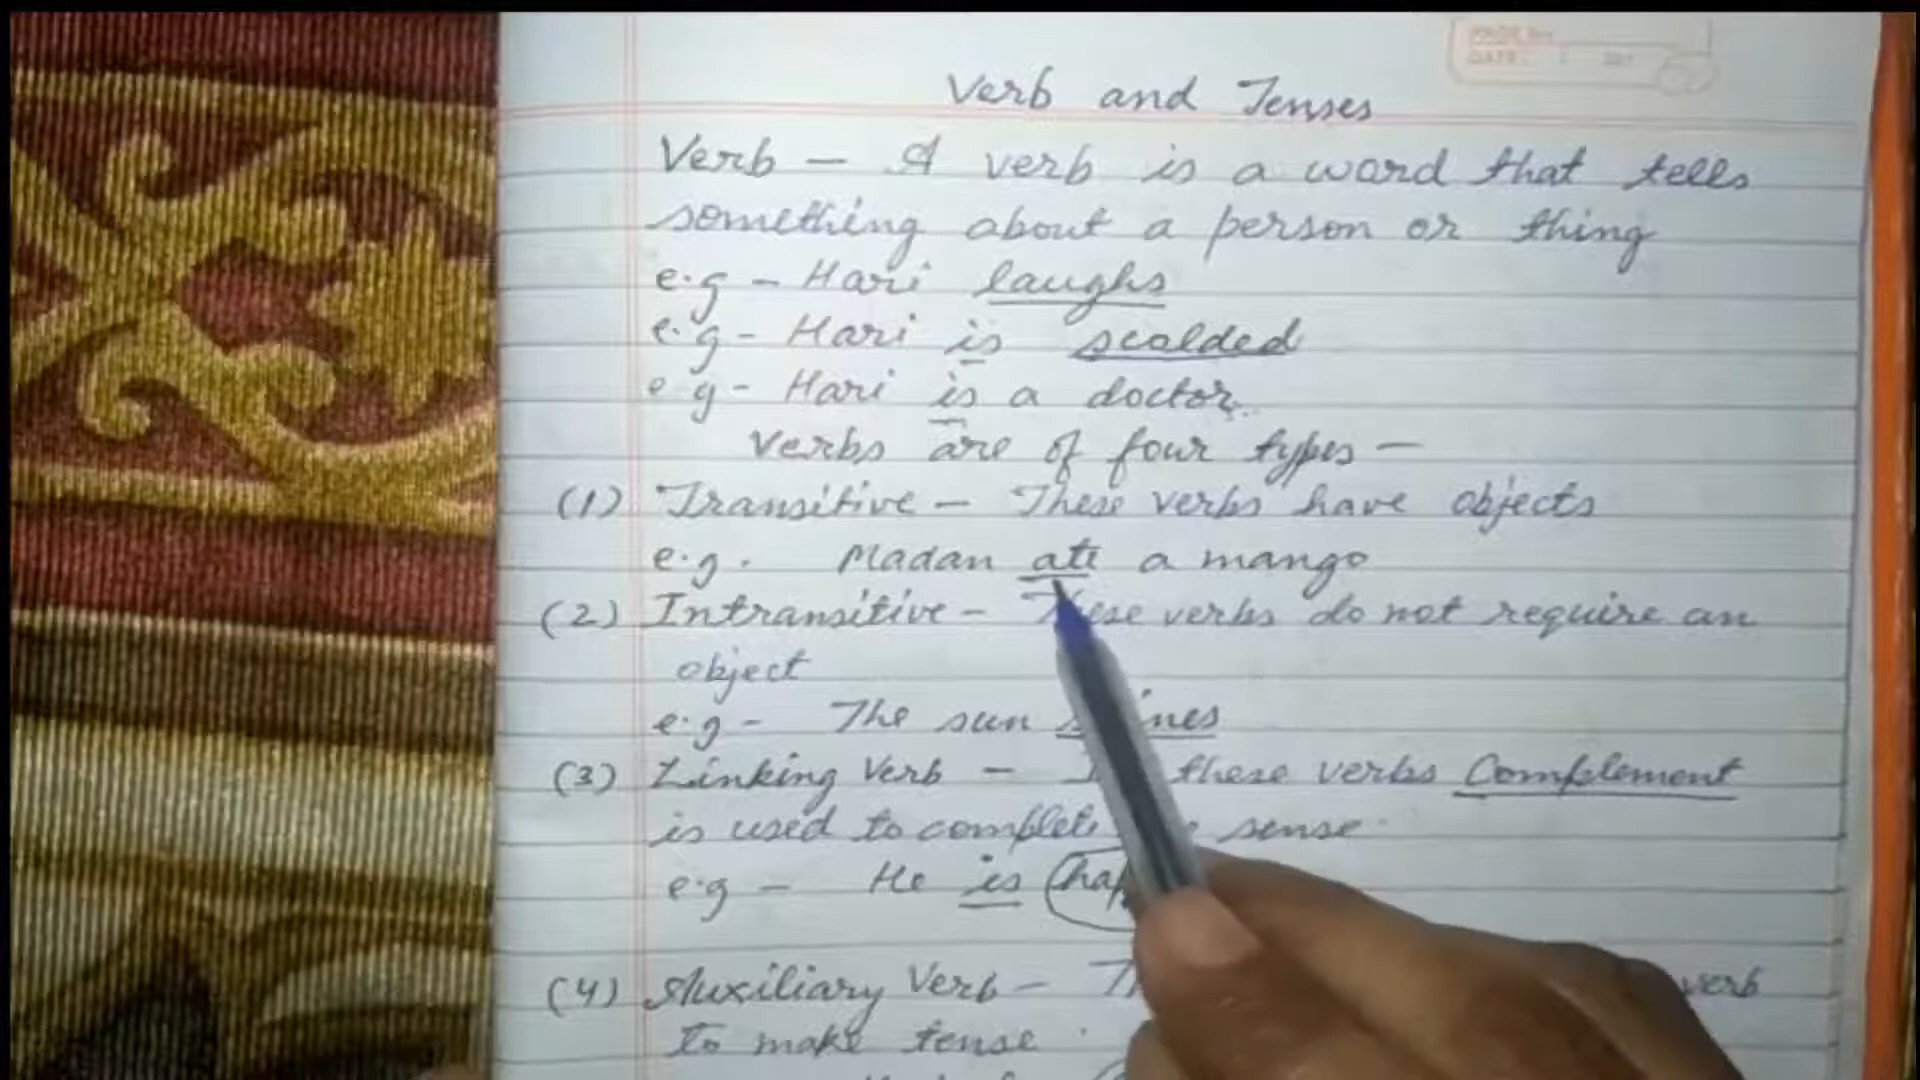 Verb and Tenses
Verb — A verb is a word that tells
something about a person or thing
e.g - Hari laughs
e.g - Hari is scolded
e g - Hari is a doctor.
Verbs are of four types —
(1) Transitive — These verbs have objects
e.g. Madan ate a mango
(2) Intransitive - These verbs do not require an
object
e.g - The sun shines
(3) Linking Verb - these verbs Complement
is used to complete sense.
e.g - He is
(4) Auxiliary Verb - verb
to make tense.